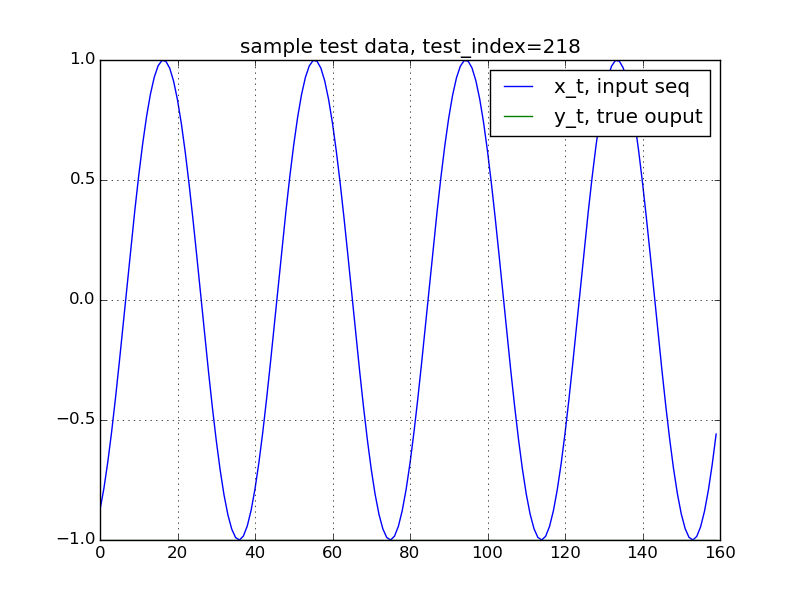 sample test data, test_index=218
x_t, input seq
y_t, true ouput
1.0
0.5
0.0
−0.5
−1.0
0 20 40 60 80 100 120 140 160